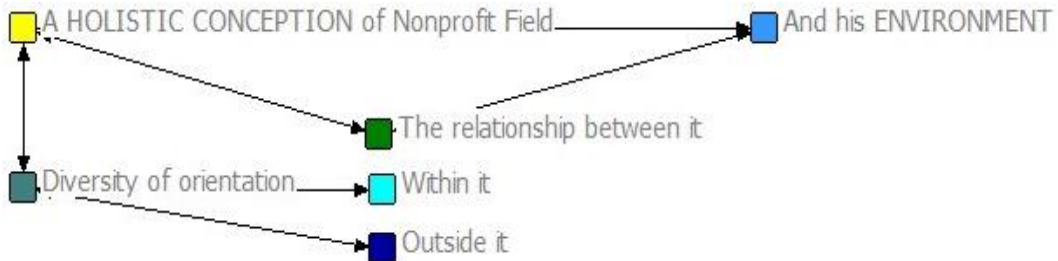 A HOLISTIC CONCEPTION of Nonprofit Field
And his ENVIRONMENT
The relationship between it
Diversity of orientation
Within it
Outside it